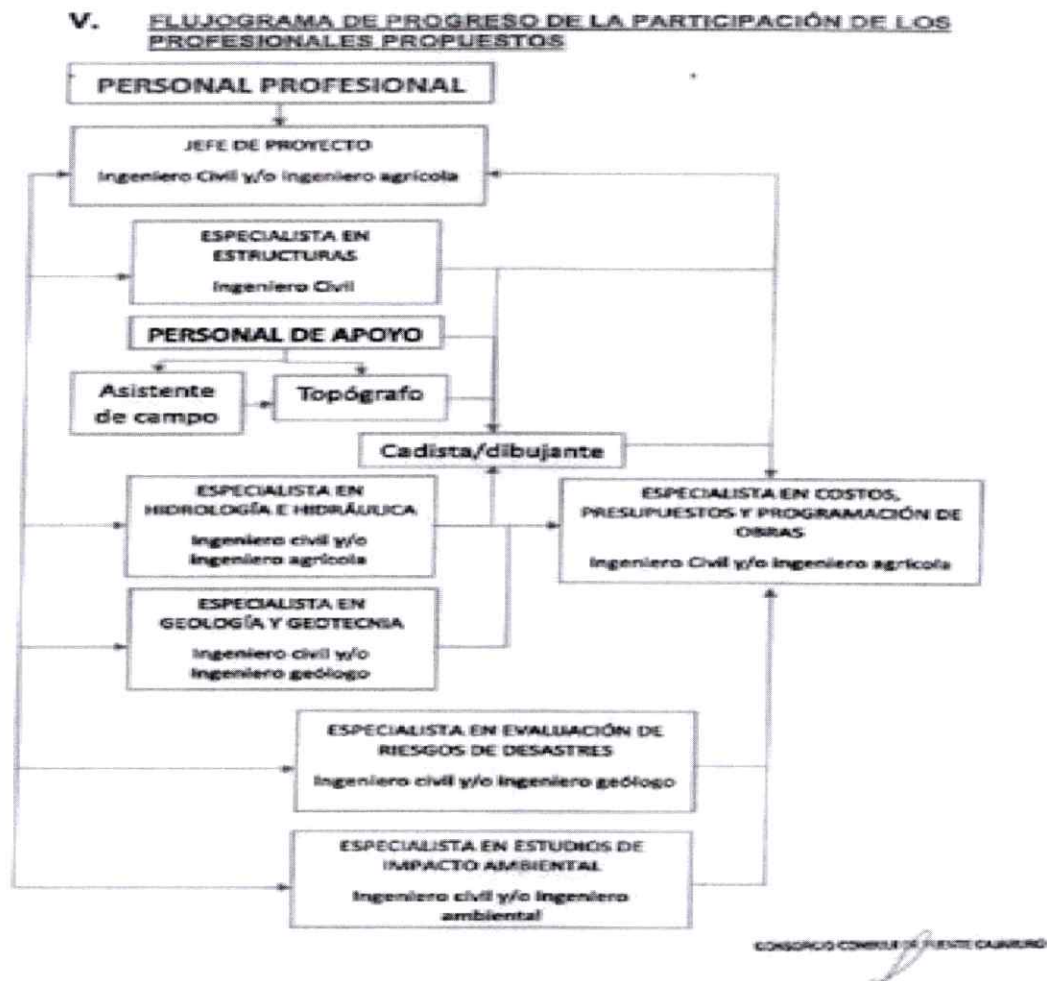 V. FLUJOGRAMA DE PROGRESO DE LA PARTICIPACIÓN DE LOS
PROFESIONALES PROPUESTOS
PERSONAL PROFESIONAL
JEFE DE PROYECTO
Ingeniero Civil y/o ingeniero agrícola
ESPECIALISTA EN
ESTRUCTURAS
Ingeniero Civil
PERSONAL DE APOYO
Asistente
de campo
Topógrafo
Cadista/dibujante
ESPECIALISTA EN
HIDROLOGÍA E HIDRÁULICA
Ingeniero civil y/o
Ingeniero agrícola
ESPECIALISTA EN COSTOS,
PRESUPUESTOS Y PROGRAMACIÓN DE
OBRAS
Ingeniero Civil y/o ingeniero agrícola
ESPECIALISTA EN
GEOLOGÍA Y GEOTECNIA
Ingeniero civil y/o
Ingeniero geólogo
ESPECIALISTA EN EVALUACIÓN DE
RIESGOS DE DESASTRES
Ingeniero civil y/o ingeniero geólogo
ESPECIALISTA EN ESTUDIOS DE
IMPACTO AMBIENTAL
Ingeniero civil y/o ingeniero
ambiental
CONSORCIO PUENTE CAJARURO